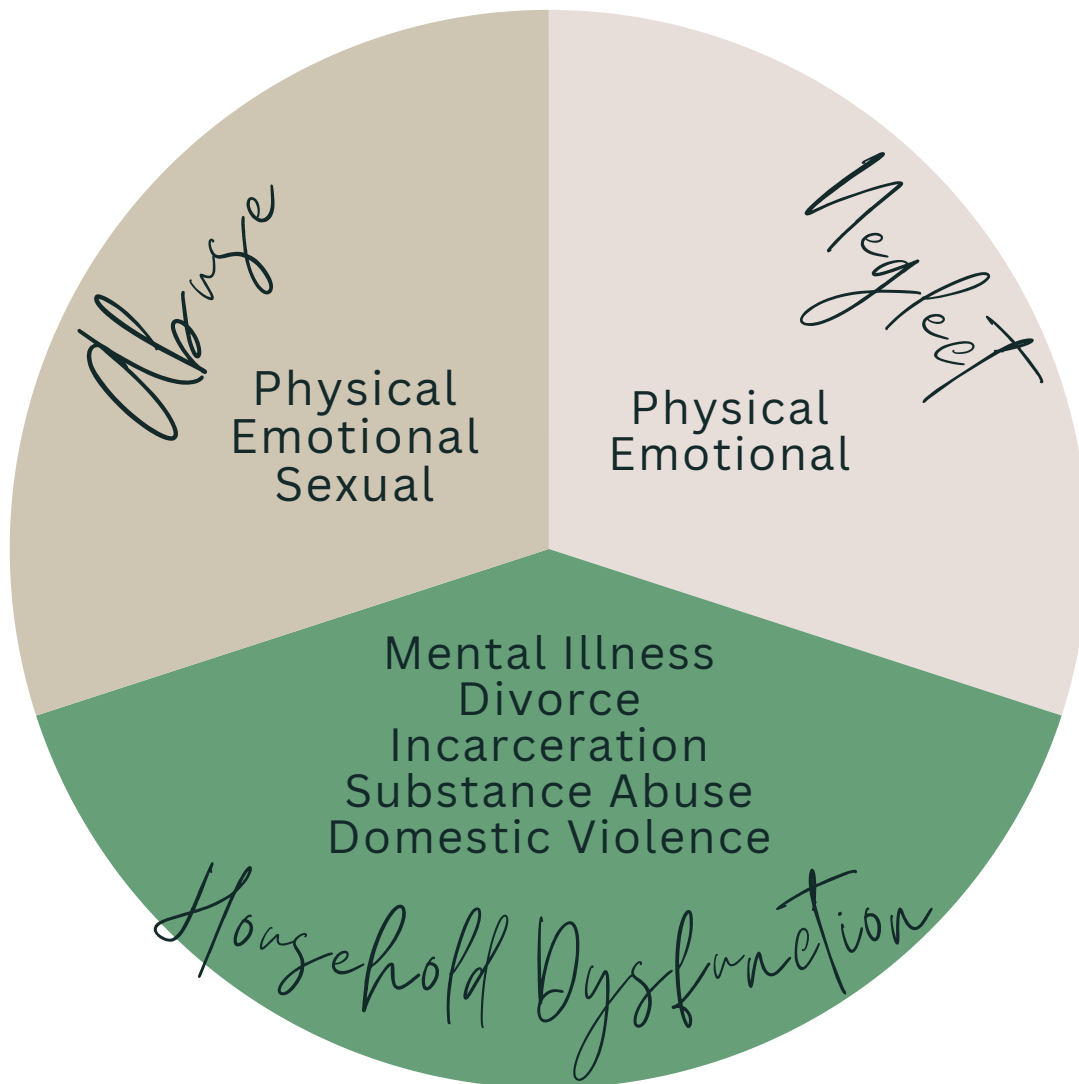 Abuse
Physical
Emotional
Sexual
Neglect
Physical
Emotional
Mental Illness
Divorce
Incarceration
Substance Abuse
Domestic Violence
Household Dysfunction